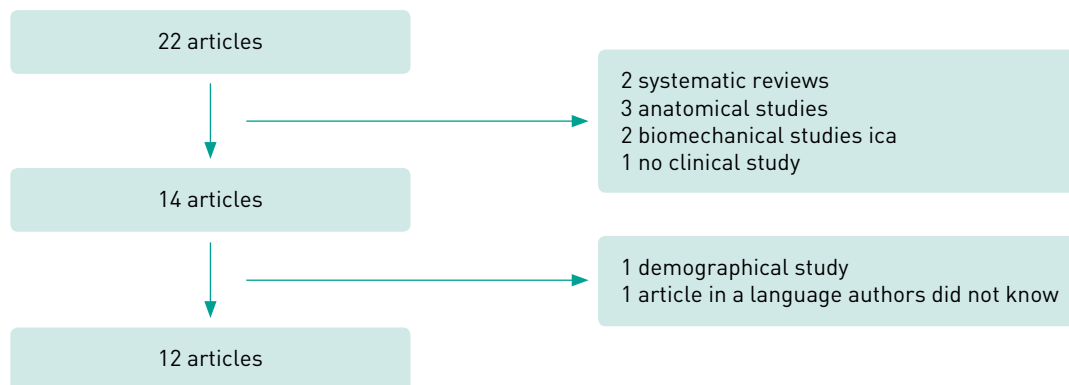 22 articles
2 systematic reviews
3 anatomical studies
2 biomechanical studies ica
1 no clinical study
14 articles
1 demographical study
1 article in a language authors did not know
12 articles